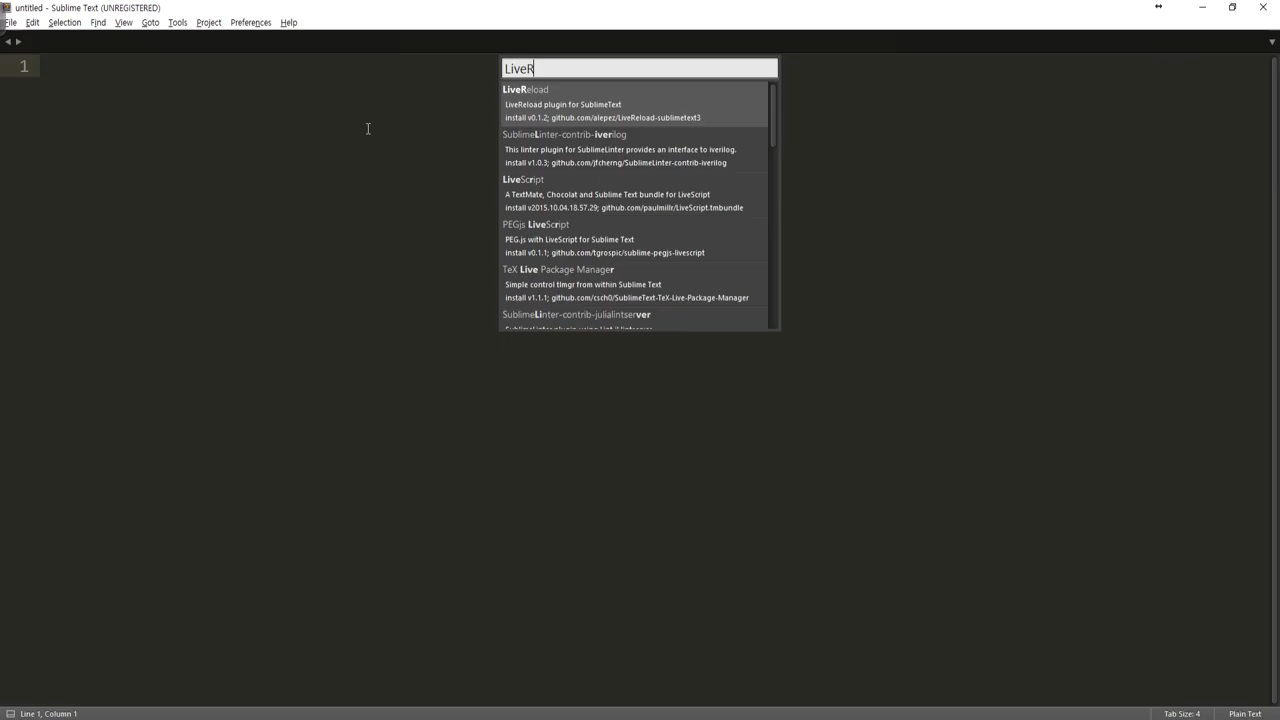 untitled - Sublime Text (UNREGISTERED)
File Edit Selection Find View Goto Tools Project Preferences Help
1
LiveR
LiveReload
LiveReload plugin for SublimeText
install v0.1.2; github.com/alepez/LiveReload-sublimetext3
SublimeLinter-contrib-iverilog
This linter plugin for SublimeLinter provides an interface to iverilog.
install v1.0.3; github.com/jfcherng/SublimeLinter-contrib-iverilog
LiveScript
A TextMate, Chocolat and Sublime Text bundle for LiveScript
install v2015.10.04.18.57.29; github.com/paulmillr/LiveScript.tmbundle
PEGjs LiveScript
PEG.js with LiveScript for Sublime Text
install v0.1.1; github.com/tgrospic/sublime-pegjs-livescript
TeX Live Package Manager
Simple control tlmgr from within Sublime Text
install v1.1.1; github.com/csch0/SublimeText-TeX-Live-Package-Manager
SublimeLinter-contrib-julialintserver
Line 1, Column 1
Tab Size: 4
Plain Text